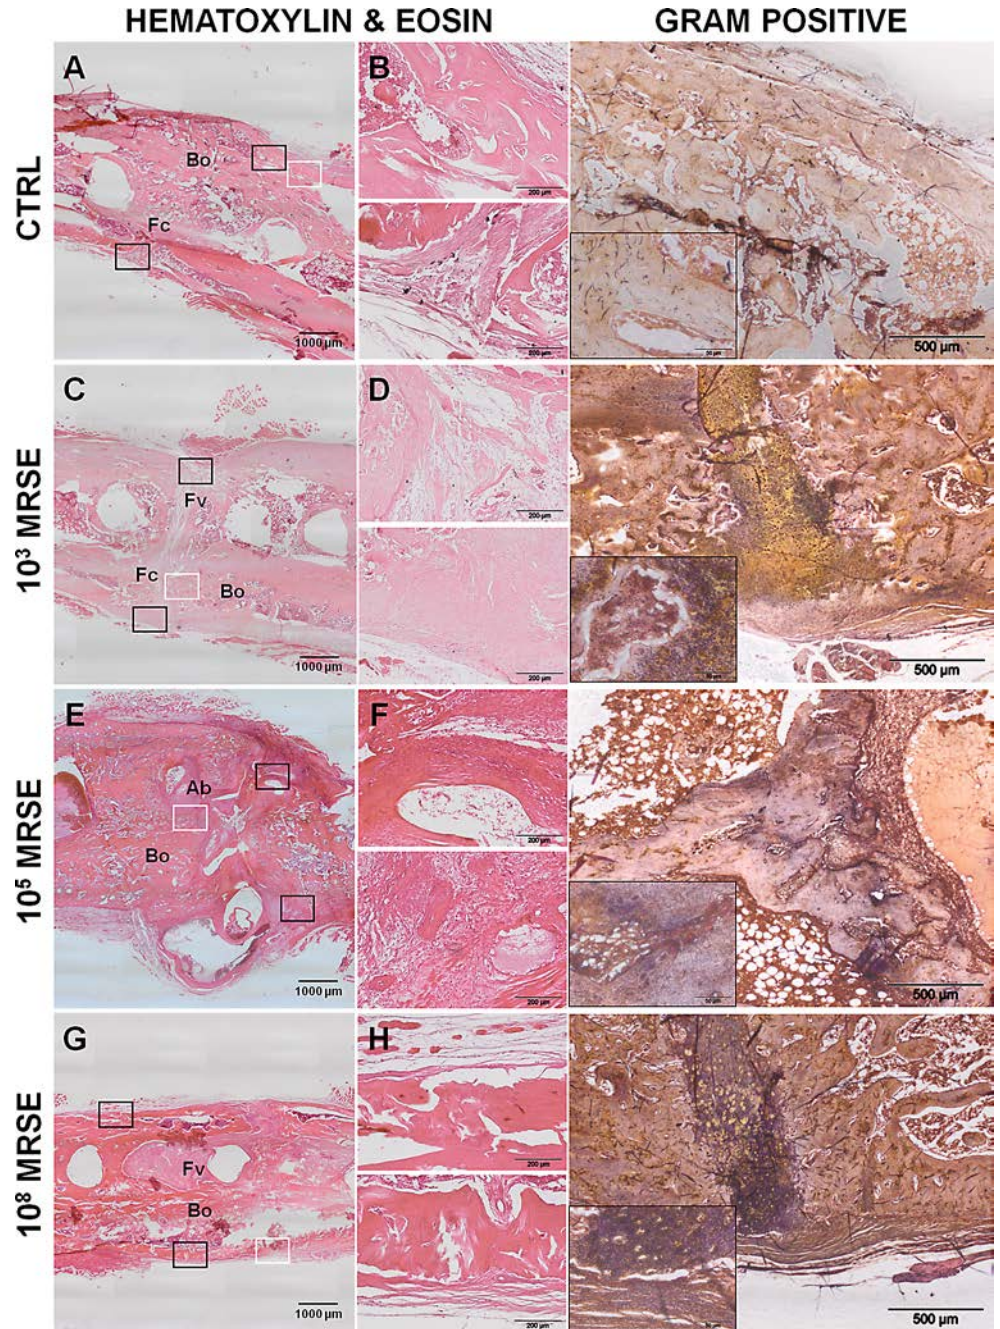 HEMATOXYLIN & EOSIN
GRAM POSITIVE
CTRL
A
Bo
Fc
1000 µm
B
200 µm
200 µm
500 µm
10³ MRSE
C
Fv
Fc
Bo
1000 µm
D
200 µm
200 µm
500 µm
10⁵ MRSE
E
Ab
Bo
1000 µm
F
200 µm
200 µm
500 µm
10⁸ MRSE
G
Fv
Bo
1000 µm
H
200 µm
200 µm
500 µm